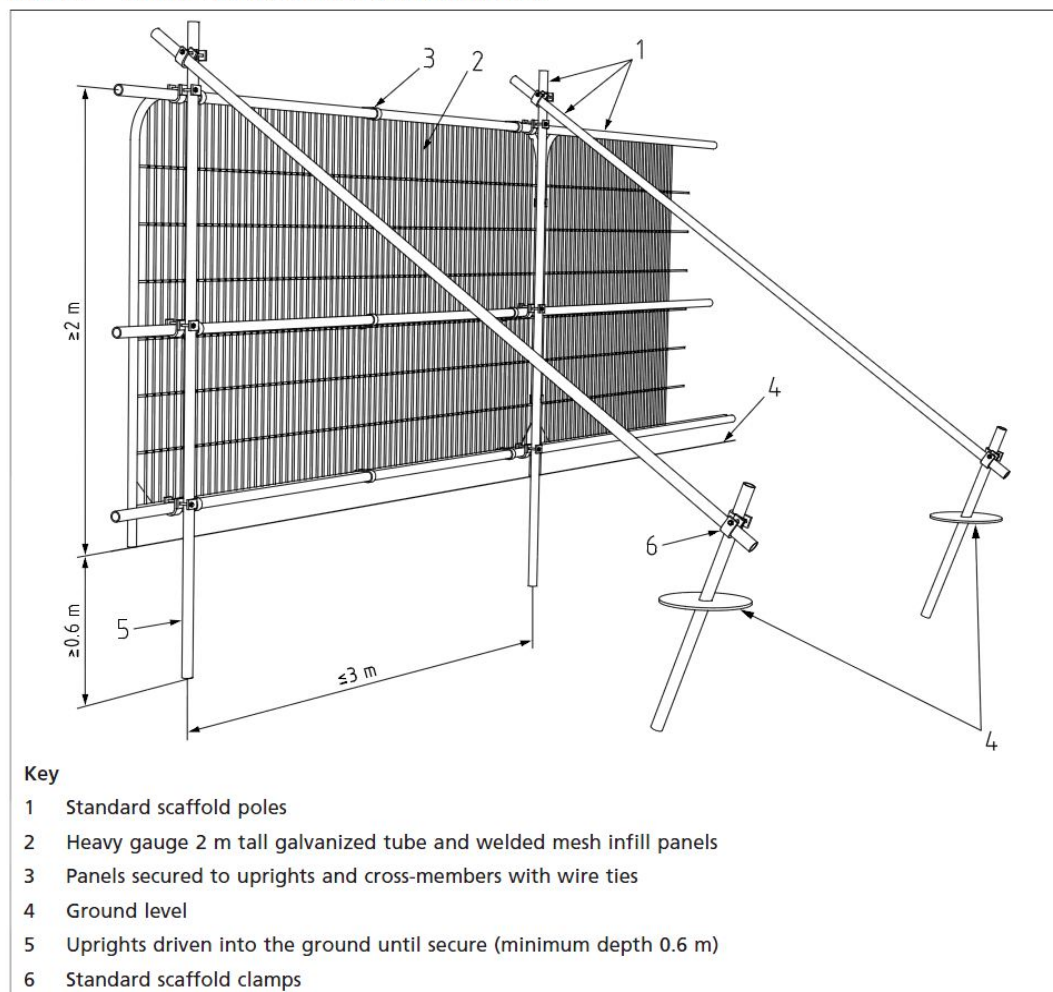 1
3
2
≥2 m
4
6
5
≥0.6 m
≤3 m
4
Key
1 Standard scaffold poles
2 Heavy gauge 2 m tall galvanized tube and welded mesh infill panels
3 Panels secured to uprights and cross-members with wire ties
4 Ground level
5 Uprights driven into the ground until secure (minimum depth 0.6 m)
6 Standard scaffold clamps